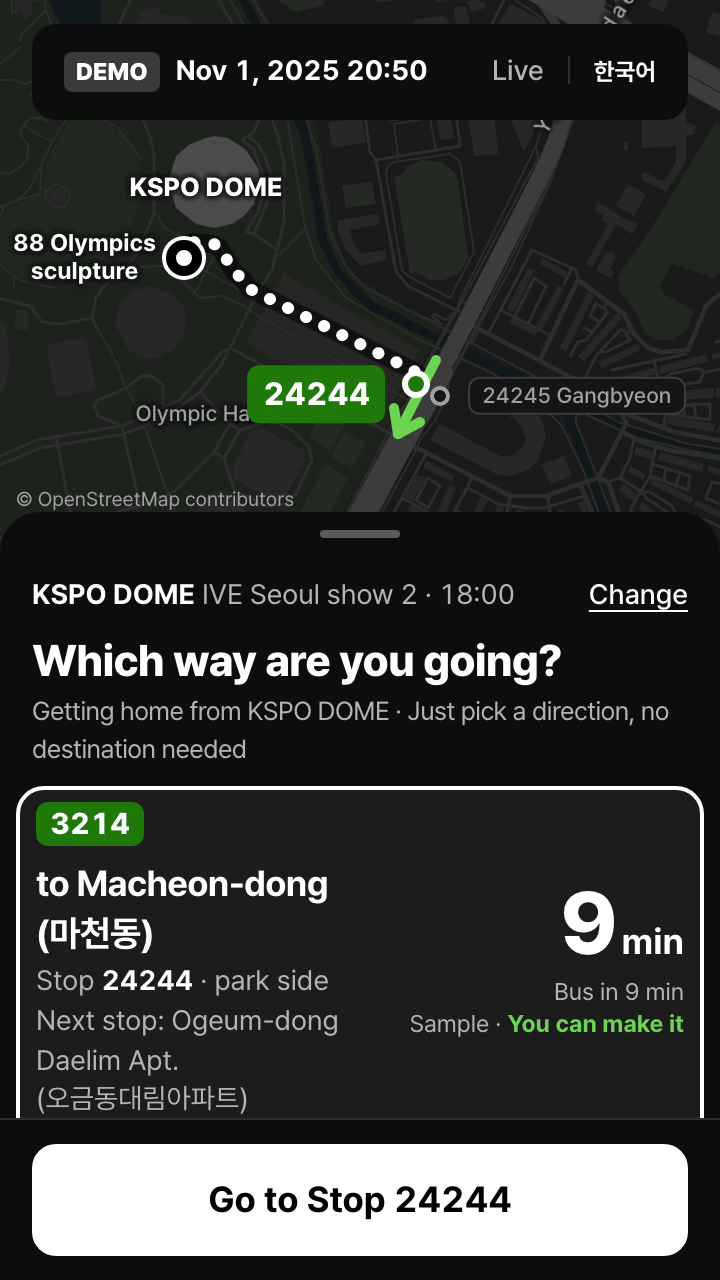 DEMO Nov 1, 2025 20:50 Live 한국어
KSPO DOME
88 Olympics
sculpture
24244
24245 Gangbyeon
Olympic Ha
© OpenStreetMap contributors
KSPO DOME IVE Seoul show 2 · 18:00 Change
Which way are you going?
Getting home from KSPO DOME · Just pick a direction, no
destination needed
3214
to Macheon-dong
(마천동)
9 min
Stop 24244 · park side
Bus in 9 min
Next stop: Ogeum-dong
Sample · You can make it
Daelim Apt.
(오금동대림아파트)
Go to Stop 24244